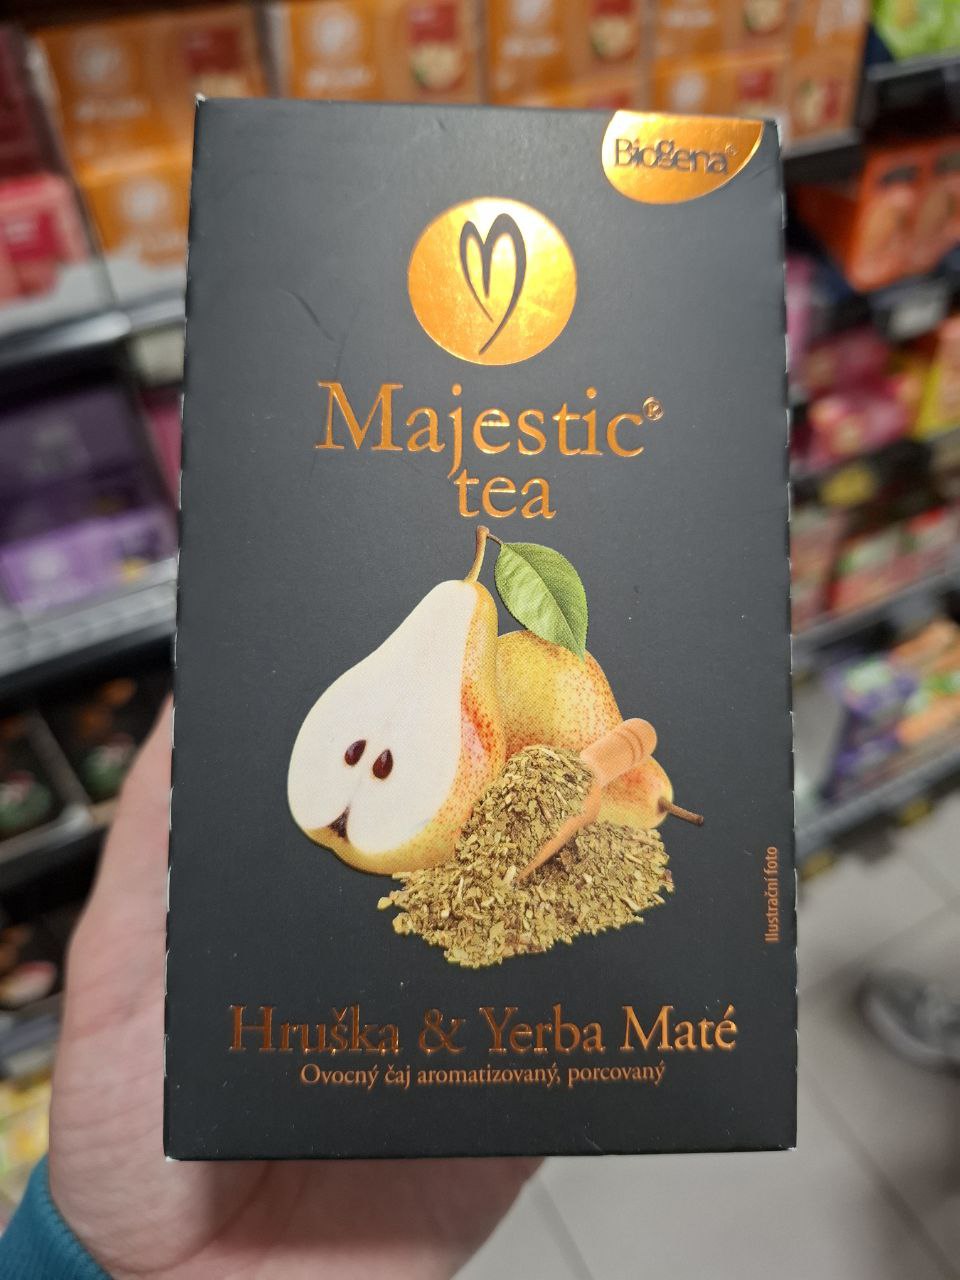 Biogena®
Majestic®
tea
Ilustrační foto
Hruška & Yerba Maté
Ovocný čaj aromatizovaný, porcovaný